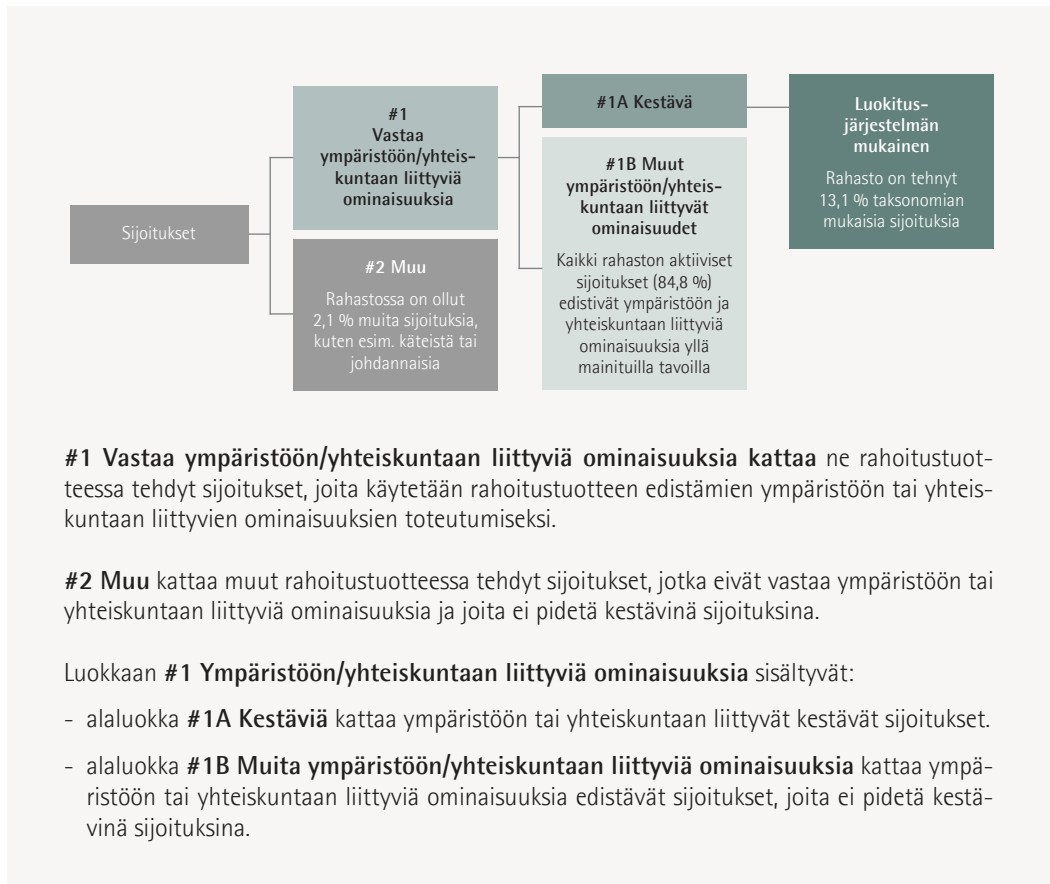 Sijoitukset
#1
Vastaa
ympäristöön/yhteis-
kuntaan liittyviä
ominaisuuksia
#2 Muu
Rahastossa on ollut
2,1 % muita sijoituksia,
kuten esim. käteistä tai
johdannaisia
#1A Kestävä
#1B Muut
ympäristöön/yhteis-
kuntaan liittyvät
ominaisuudet
Kaikki rahaston aktiiviset
sijoitukset (84,8 %)
edistivät ympäristöön ja
yhteiskuntaan liittyviä
ominaisuuksia yllä
mainituilla tavoilla
Luokitus-
järjestelmän
mukainen
Rahasto on tehnyt
13,1 % taksonomian
mukaisia sijoituksia
#1 Vastaa ympäristöön/yhteiskuntaan liittyviä ominaisuuksia kattaa ne rahoitustuot-
teessa tehdyt sijoitukset, joita käytetään rahoitustuotteen edistämien ympäristöön tai yhteis-
kuntaan liittyvien ominaisuuksien toteutumiseksi.
#2 Muu kattaa muut rahoitustuotteessa tehdyt sijoitukset, jotka eivät vastaa ympäristöön tai
yhteiskuntaan liittyviä ominaisuuksia ja joita ei pidetä kestävinä sijoituksina.
Luokkaan #1 Ympäristöön/yhteiskuntaan liittyviä ominaisuuksia sisältyvät:
- alaluokka #1A Kestäviä kattaa ympäristöön tai yhteiskuntaan liittyvät kestävät sijoitukset.
- alaluokka #1B Muita ympäristöön/yhteiskuntaan liittyviä ominaisuuksia kattaa ympä-
ristöön tai yhteiskuntaan liittyviä ominaisuuksia edistävät sijoitukset, joita ei pidetä kestä-
vinä sijoituksina.